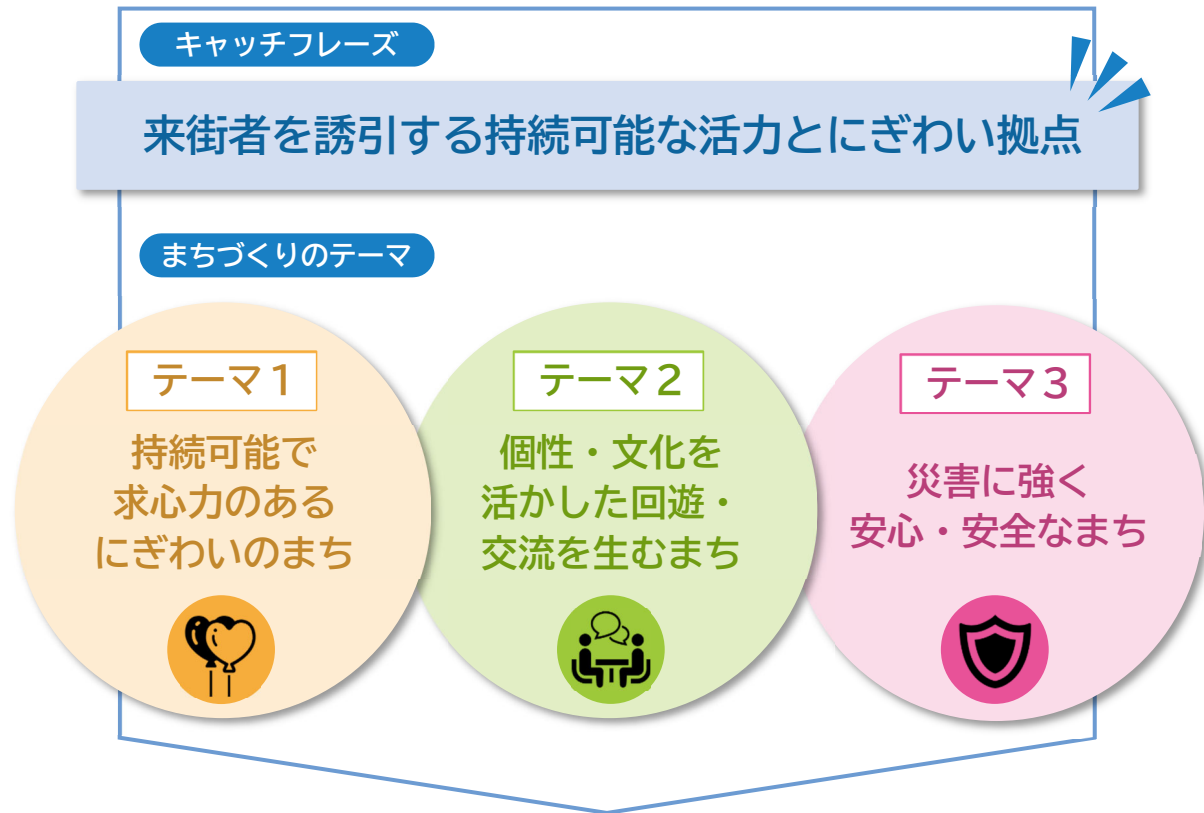 キャッチフレーズ
来街者を誘引する持続可能な活力とにぎわい拠点
まちづくりのテーマ
テーマ1
持続可能で
求心力のある
にぎわいのまち
テーマ2
個性・文化を
活かした回遊・
交流を生むまち
テーマ3
災害に強く
安心・安全なまち